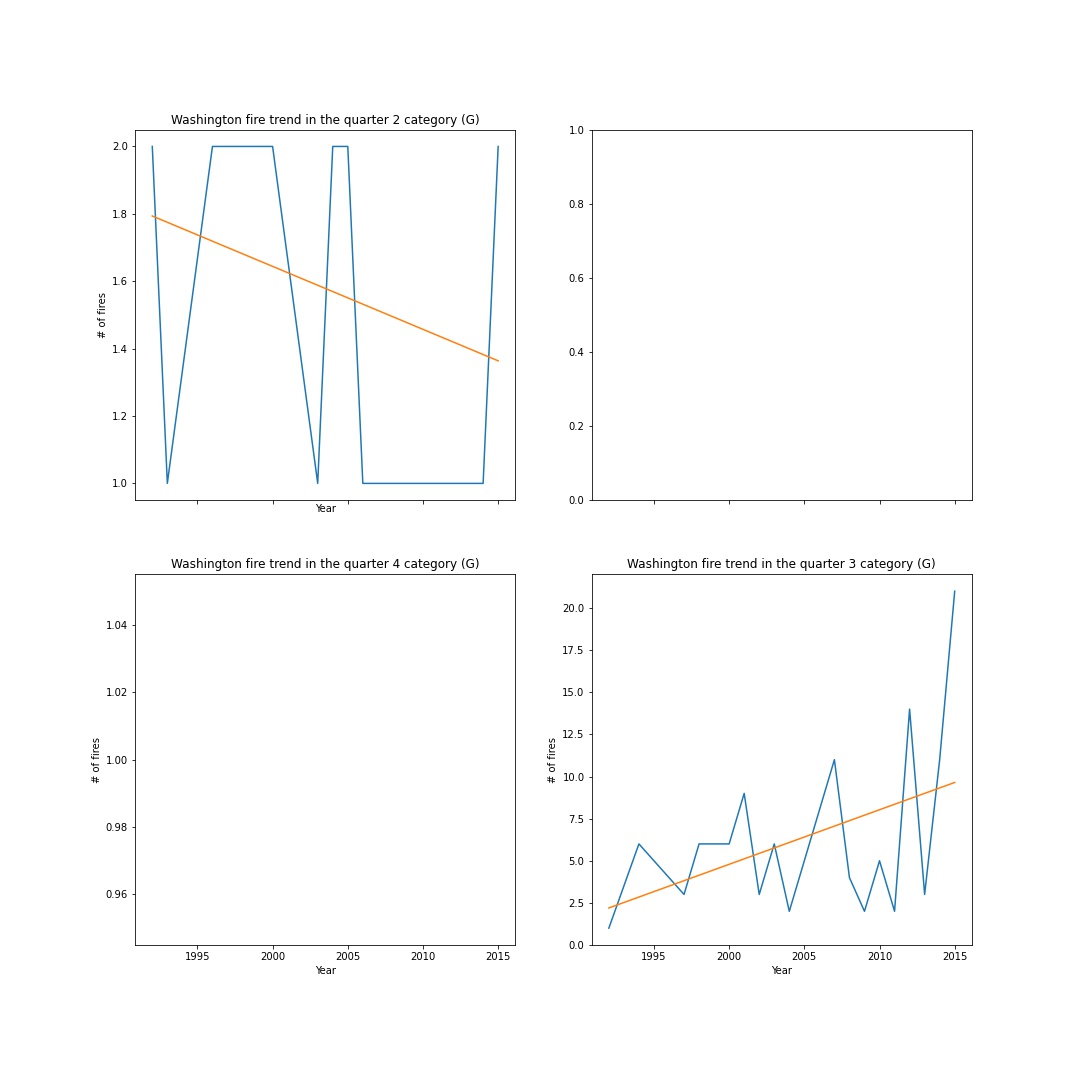 Washington fire trend in the quarter 2 category (G)
2.0
1.8
1.6
1.4
1.2
1.0
# of fires
Year
1.0
0.8
0.6
0.4
0.2
0.0
Washington fire trend in the quarter 4 category (G)
1.04
1.02
1.00
0.98
0.96
# of fires
1995 2000 2005 2010 2015
Year
Washington fire trend in the quarter 3 category (G)
20.0
17.5
15.0
12.5
10.0
7.5
5.0
2.5
0.0
# of fires
1995 2000 2005 2010 2015
Year